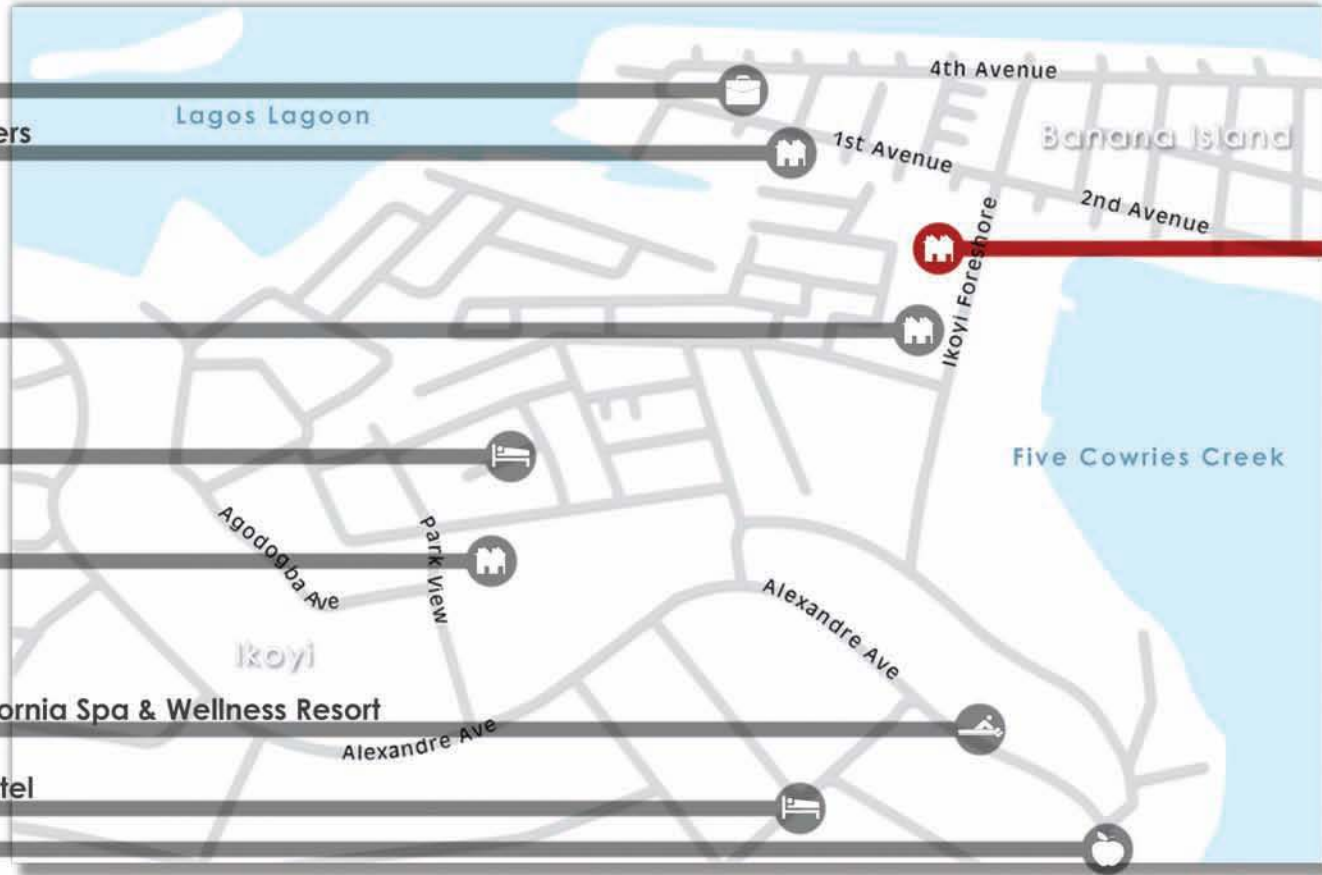 4th Avenue
Lagos Lagoon
ers
1st Avenue
Banana Island
2nd Avenue
Ikoyi Foreshore
Five Cowries Creek
Agodogba Ave
Park View
Alexandre Ave
Ikoyi
ornia Spa & Wellness Resort
Alexandre Ave
tel